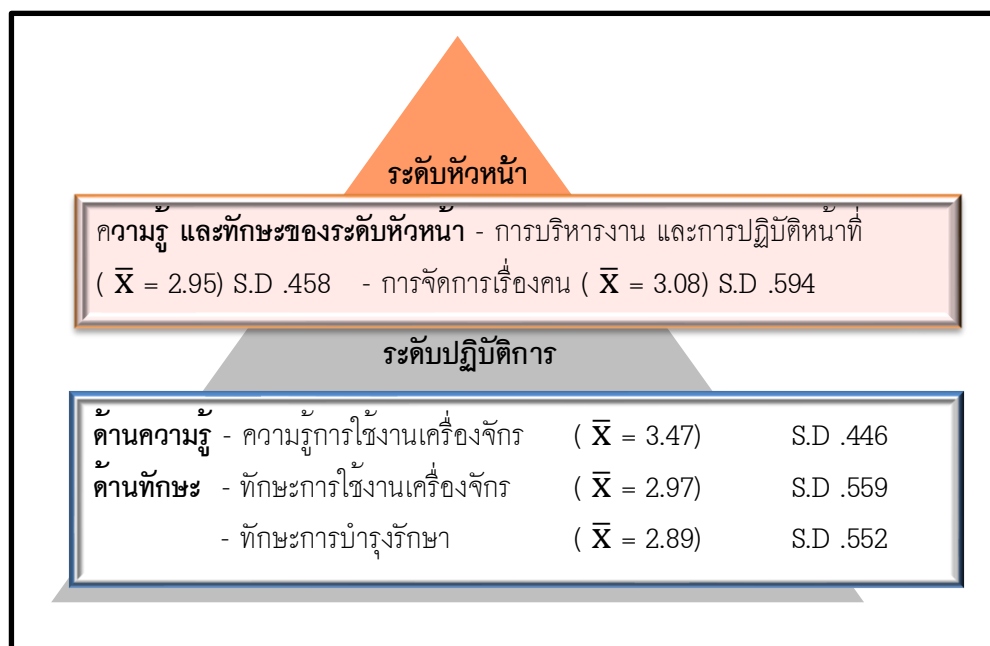 ระดับหัวหน้า
ความรู้ และทักษะของระดับหัวหน้า - การบริหารงาน และการปฏิบัติหน้าที่
( X̄ = 2.95) S.D .458 - การจัดการเรื่องคน ( X̄ = 3.08) S.D .594
ระดับปฏิบัติการ
ด้านความรู้ - ความรู้การใช้งานเครื่องจักร ( X̄ = 3.47) S.D .446
ด้านทักษะ - ทักษะการใช้งานเครื่องจักร ( X̄ = 2.97) S.D .559
- ทักษะการบำรุงรักษา ( X̄ = 2.89) S.D .552